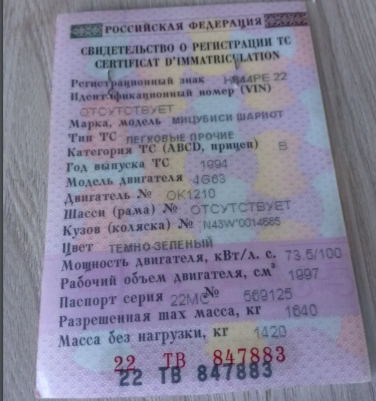 РОССИЙСКАЯ ФЕДЕРАЦИЯ
СВИДЕТЕЛЬСТВО О РЕГИСТРАЦИИ ТС
CERTIFICAT D'IMMATRICULATION
Регистрационный знак 22
Идентификационный номер (VIN)
ОТСУТСТВУЕТ
Марка, модель МИЦУБИСИ ШАРИОТ
Тип ТС ЛЕГКОВЫЕ ПРОЧИЕ
Категория ТС (ABCD, прицеп) B
Год выпуска ТС 1994
Модель двигателя 4G63
Двигатель № OK1210
Шасси (рама) № ОТСУТСТВУЕТ
Кузов (коляска) № N43W*0014665
Цвет ТЕМНО-ЗЕЛЕНЫЙ
Мощность двигателя, кВт/л. с. 73.5/100
Рабочий объем двигателя, см³ 1997
Паспорт серия 22МС № 569125
Разрешенная max масса, кг 1640
Масса без нагрузки, кг 1420
22 ТВ 847883
22 ТВ 847883